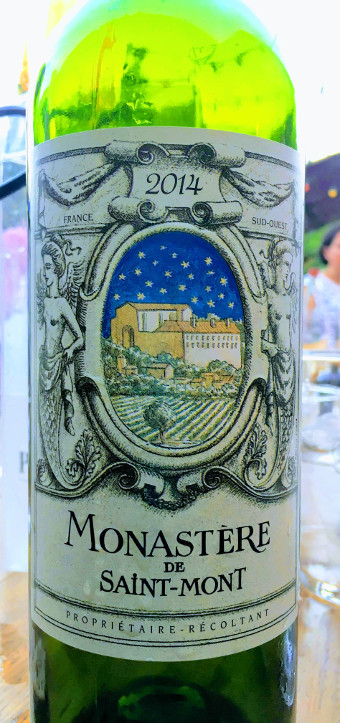 2014
FRANCE
SUD-OUEST
MONASTÈRE
DE
SAINT-MONT
PROPRIÉTAIRE-RÉCOLTANT